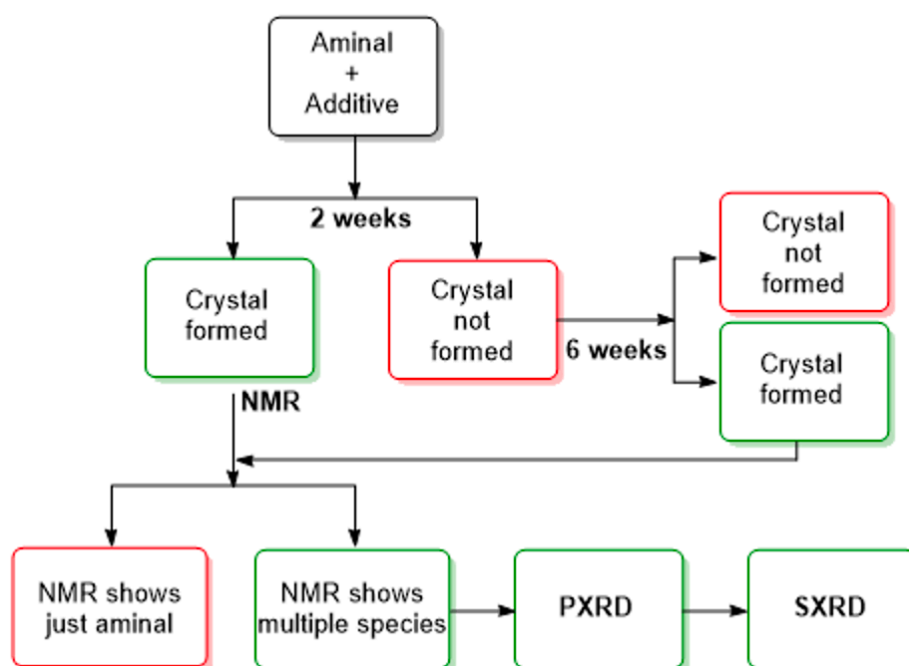 Aminal
+
Additive
2 weeks
Crystal
formed
Crystal
not
formed
6 weeks
Crystal
not
formed
Crystal
formed
NMR
NMR shows
just aminal
NMR shows
multiple species
PXRD
SXRD